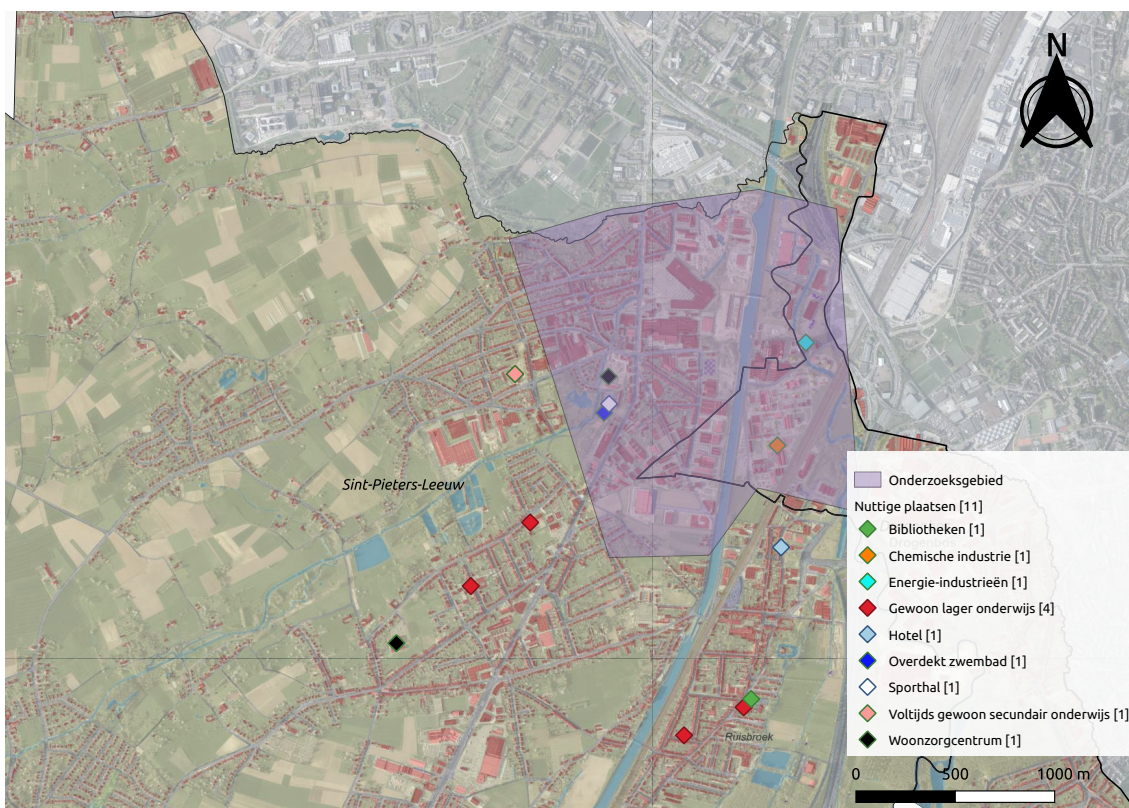 N
Sint-Pieters-Leeuw
Onderzoeksgebied
Nuttige plaatsen [11]
Bibliotheken [1]
Chemische industrie [1]
Energie-industrieën [1]
Gewoon lager onderwijs [4]
Hotel [1]
Overdekt zwembad [1]
Sporthal [1]
Voltijds gewoon secundair onderwijs [1]
Woonzorgcentrum [1]
Ruisbroek
0 500 1000 m